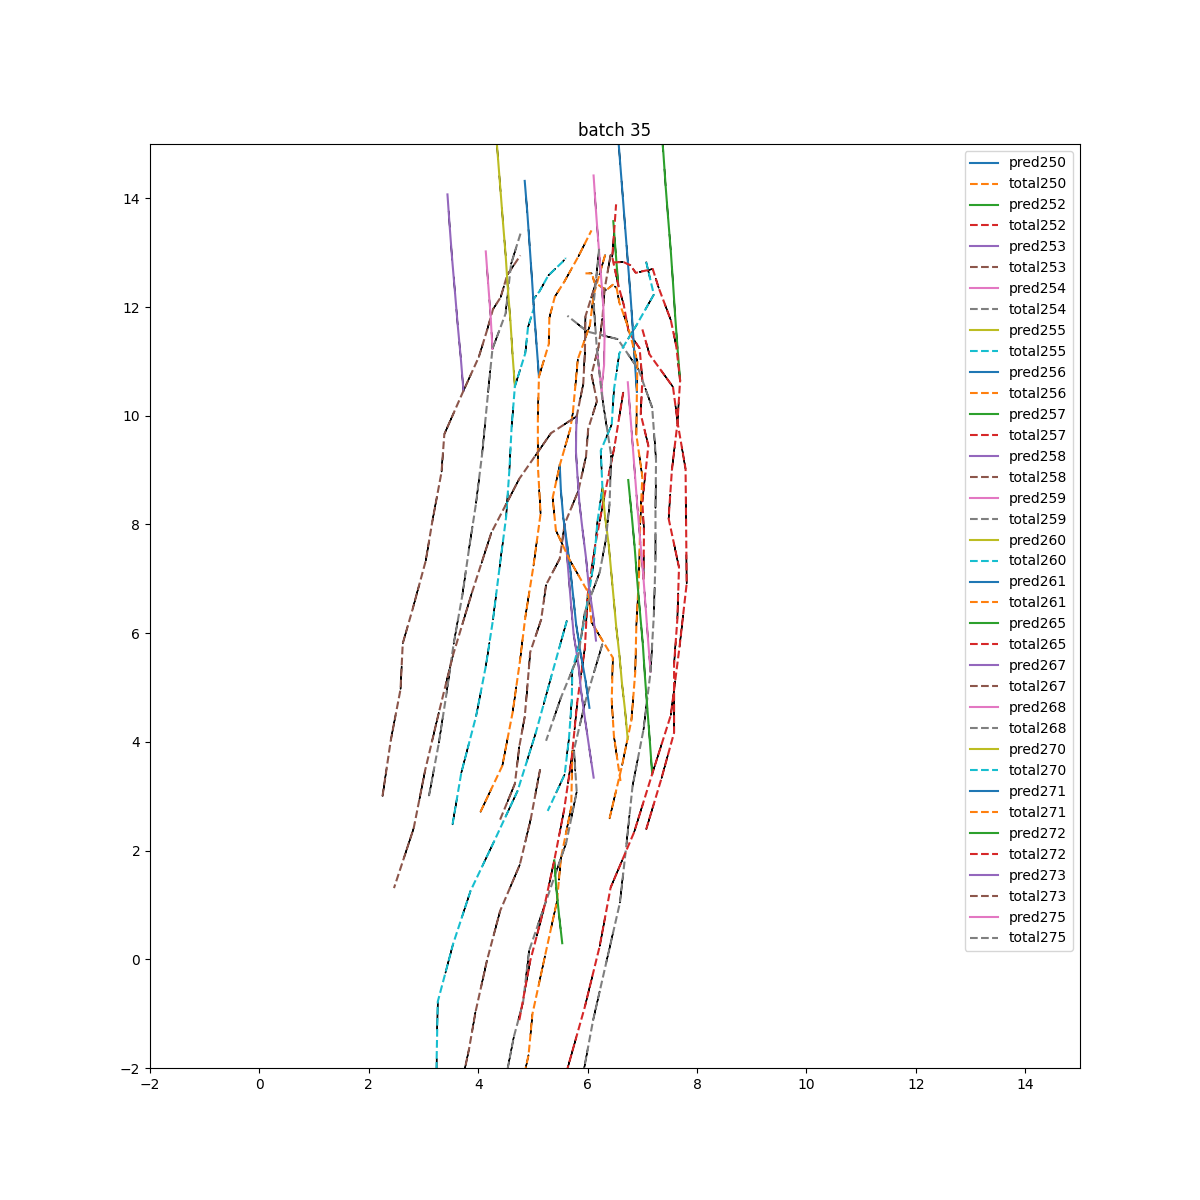 batch 35
14
12
10
8
6
4
2
0
−2
−2 0 2 4 6 8 10 12 14
pred250
total250
pred252
total252
pred253
total253
pred254
total254
pred255
total255
pred256
total256
pred257
total257
pred258
total258
pred259
total259
pred260
total260
pred261
total261
pred265
total265
pred267
total267
pred268
total268
pred270
total270
pred271
total271
pred272
total272
pred273
total273
pred275
total275